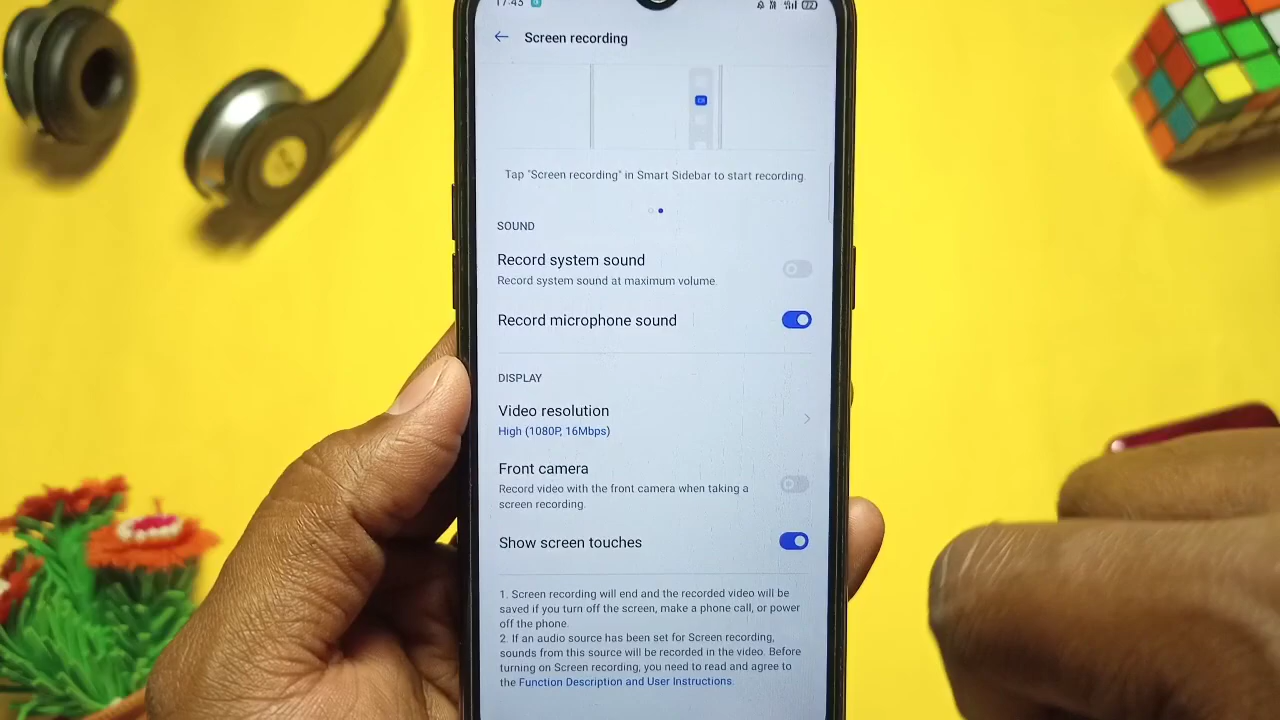 17:43
Screen recording
Tap "Screen recording" in Smart Sidebar to start recording.
SOUND
Record system sound
Record system sound at maximum volume.
Record microphone sound
DISPLAY
Video resolution
High (1080P, 16Mbps)
Front camera
Record video with the front camera when taking a
screen recording.
Show screen touches
1. Screen recording will end and the recorded video will be
saved if you turn off the screen, make a phone call, or power
off the phone.
2. If an audio source has been set for Screen recording,
sounds from this source will be recorded in the video. Before
turning on Screen recording, you need to read and agree to
the Function Description and User Instructions.